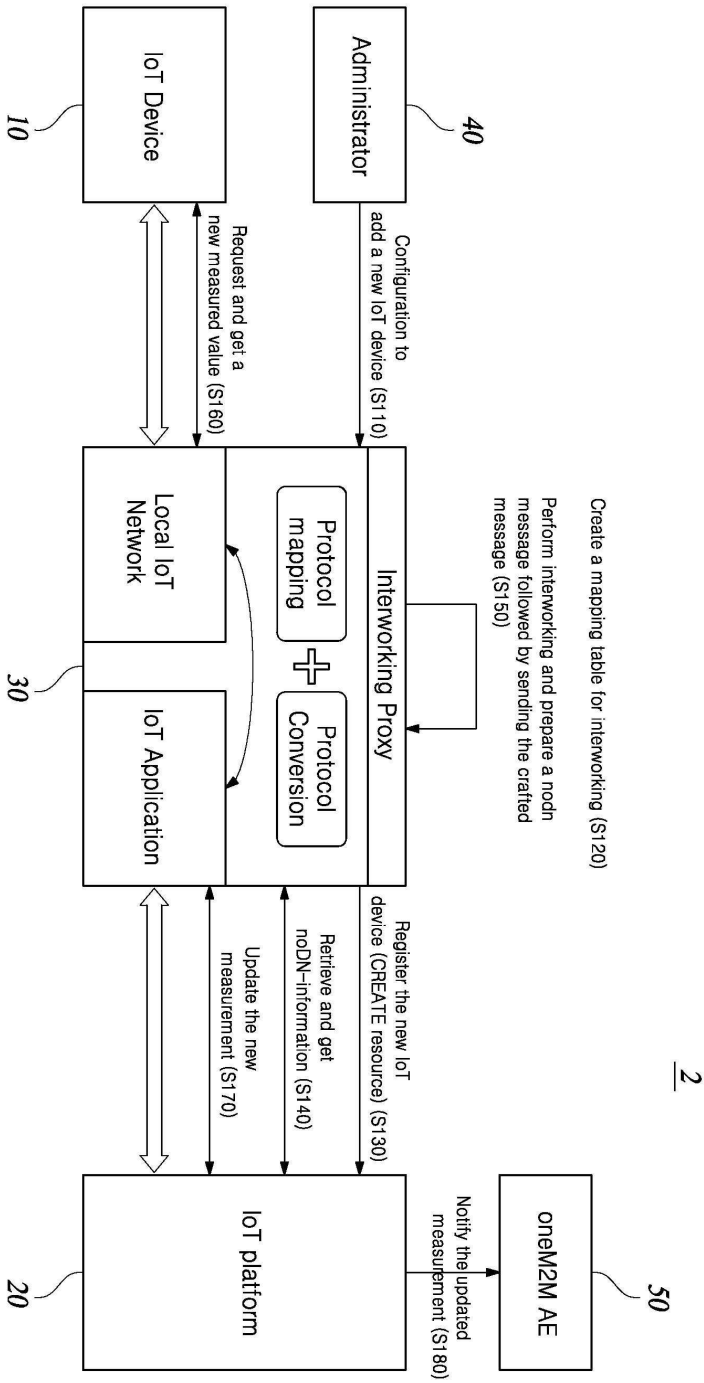 2
Create a mapping table for interworking (S120)
Perform interworking and prepare a nodn
message followed by sending the crafted
message (S150)
40
Administrator
Configuration to
add a new IoT device (S110)
Interworking Proxy
Protocol
mapping
Protocol
Conversion
Register the new IoT
device (CREATE resource) (S130)
Retrieve and get
noDN-information (S140)
Update the new
measurement (S170)
50
oneM2M AE
Notify the updated
measurement (S180)
10
IoT Device
Request and get a
new measured value (S160)
Local IoT
Network
30
IoT Application
IoT platform
20